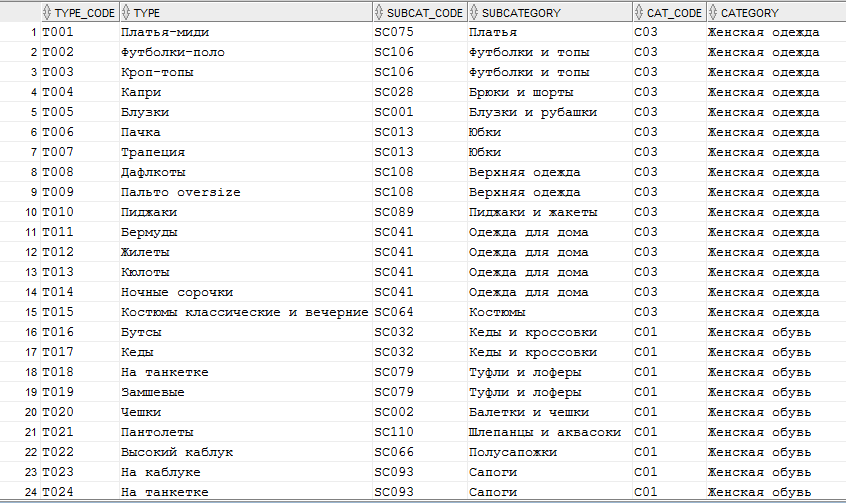 TYPE_CODE TYPE SUBCAT_CODE SUBCATEGORY CAT_CODE CATEGORY
1 T001 Платья-миди SC075 Платья C03 Женская одежда
2 T002 Футболки-поло SC106 Футболки и топы C03 Женская одежда
3 T003 Кроп-топы SC106 Футболки и топы C03 Женская одежда
4 T004 Капри SC028 Брюки и шорты C03 Женская одежда
5 T005 Блузки SC001 Блузки и рубашки C03 Женская одежда
6 T006 Пачка SC013 Юбки C03 Женская одежда
7 T007 Трапеция SC013 Юбки C03 Женская одежда
8 T008 Дафлкоты SC108 Верхняя одежда C03 Женская одежда
9 T009 Пальто oversize SC108 Верхняя одежда C03 Женская одежда
10 T010 Пиджаки SC089 Пиджаки и жакеты C03 Женская одежда
11 T011 Бермуды SC041 Одежда для дома C03 Женская одежда
12 T012 Жилеты SC041 Одежда для дома C03 Женская одежда
13 T013 Кюлоты SC041 Одежда для дома C03 Женская одежда
14 T014 Ночные сорочки SC041 Одежда для дома C03 Женская одежда
15 T015 Костюмы классические и вечерние SC064 Костюмы C03 Женская одежда
16 T016 Бутсы SC032 Кеды и кроссовки C01 Женская обувь
17 T017 Кеды SC032 Кеды и кроссовки C01 Женская обувь
18 T018 На танкетке SC079 Туфли и лоферы C01 Женская обувь
19 T019 Замшевые SC079 Туфли и лоферы C01 Женская обувь
20 T020 Чешки SC002 Балетки и чешки C01 Женская обувь
21 T021 Пантолеты SC110 Шлепанцы и аквасоки C01 Женская обувь
22 T022 Высокий каблук SC066 Полусапожки C01 Женская обувь
23 T023 На каблуке SC093 Сапоги C01 Женская обувь
24 T024 На танкетке SC093 Сапоги C01 Женская обувь